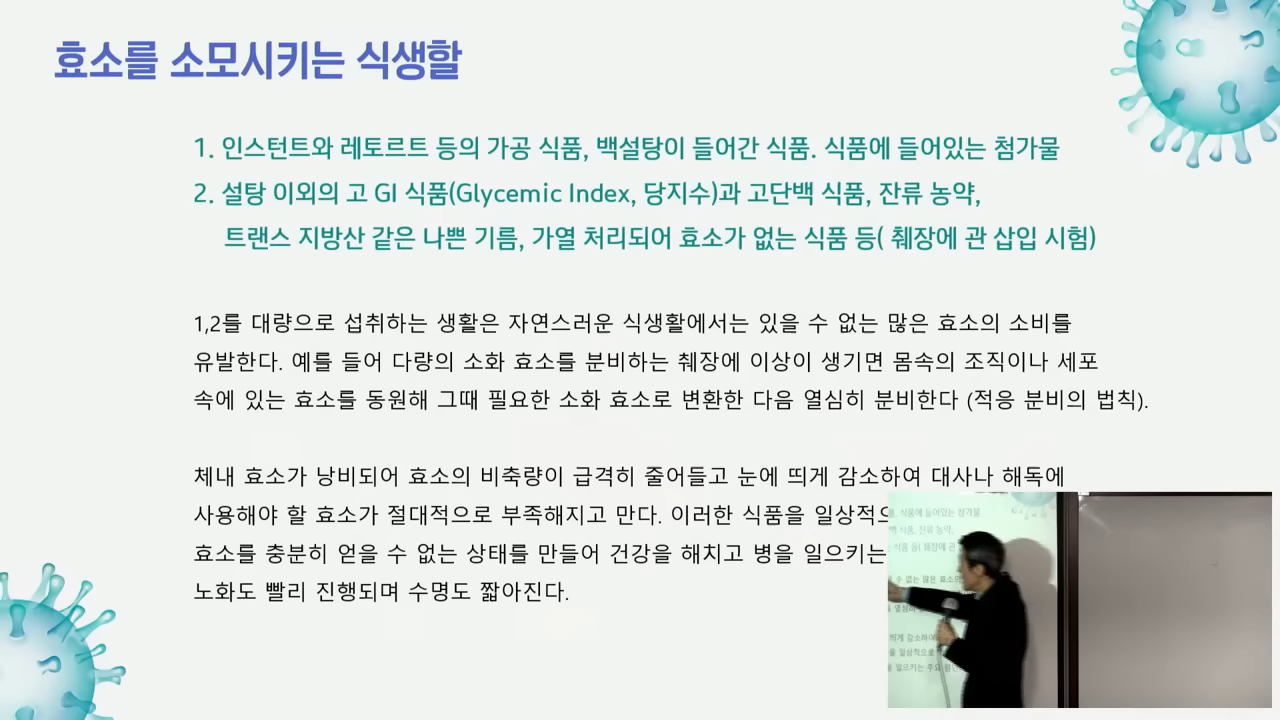 효소를 소모시키는 식생할
1. 인스턴트와 레토르트 등의 가공 식품, 백설탕이 들어간 식품. 식품에 들어있는 첨가물
2. 설탕 이외의 고 GI 식품(Glycemic Index, 당지수)과 고단백 식품, 잔류 농약,
트랜스 지방산 같은 나쁜 기름, 가열 처리되어 효소가 없는 식품 등( 췌장에 관 삽입 시험)
1,2를 대량으로 섭취하는 생활은 자연스러운 식생활에서는 있을 수 없는 많은 효소의 소비를
유발한다. 예를 들어 다량의 소화 효소를 분비하는 췌장에 이상이 생기면 몸속의 조직이나 세포
속에 있는 효소를 동원해 그때 필요한 소화 효소로 변환한 다음 열심히 분비한다 (적응 분비의 법칙).
체내 효소가 낭비되어 효소의 비축량이 급격히 줄어들고 눈에 띄게 감소하여 대사나 해독에
사용해야 할 효소가 절대적으로 부족해지고 만다. 이러한 식품을 일상적으
효소를 충분히 얻을 수 없는 상태를 만들어 건강을 해치고 병을 일으키는
노화도 빨리 진행되며 수명도 짧아진다.